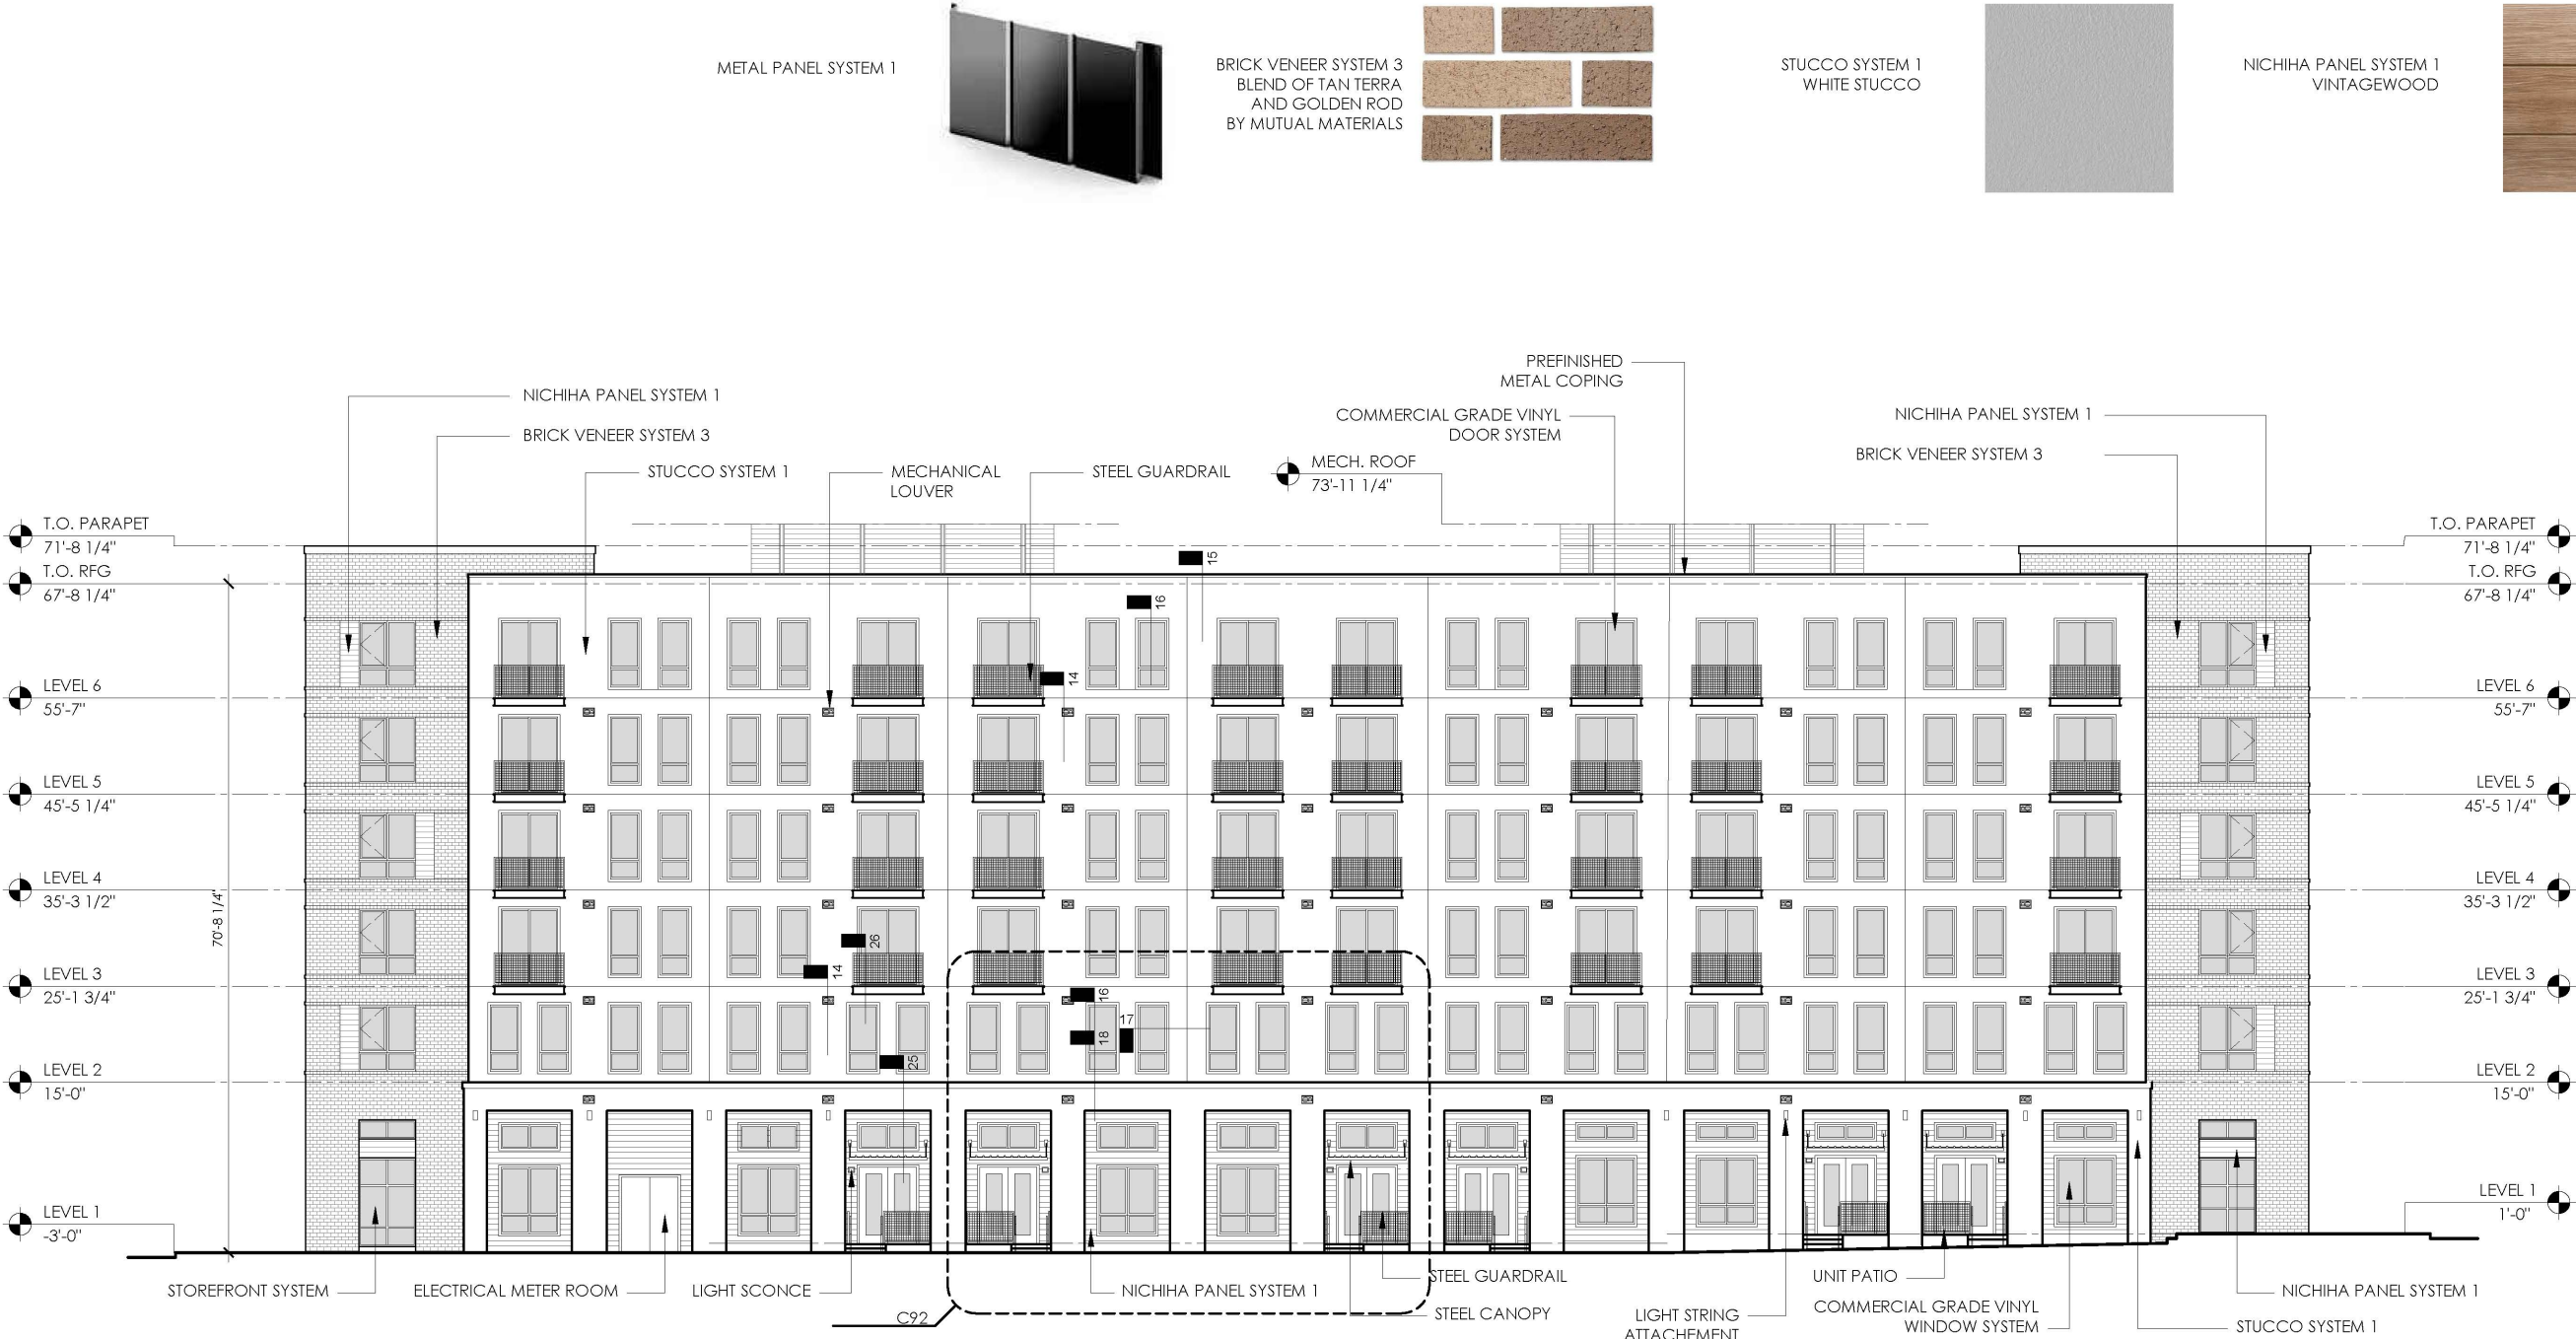 METAL PANEL SYSTEM 1
BRICK VENEER SYSTEM 3
BLEND OF TAN TERRA
AND GOLDEN ROD
BY MUTUAL MATERIALS
STUCCO SYSTEM 1
WHITE STUCCO
NICHIHA PANEL SYSTEM 1
VINTAGEWOOD
PREFINISHED
METAL COPING
NICHIHA PANEL SYSTEM 1
BRICK VENEER SYSTEM 3
STUCCO SYSTEM 1
MECHANICAL
LOUVER
STEEL GUARDRAIL
COMMERCIAL GRADE VINYL
DOOR SYSTEM
MECH. ROOF
73'-11 1/4"
NICHIHA PANEL SYSTEM 1
BRICK VENEER SYSTEM 3
T.O. PARAPET
71'-8 1/4"
T.O. RFG
67'-8 1/4"
LEVEL 6
55'-7"
LEVEL 5
45'-5 1/4"
LEVEL 4
35'-3 1/2"
LEVEL 3
25'-1 3/4"
LEVEL 2
15'-0"
LEVEL 1
-3'-0"
70'-8 1/4"
15
16
14
26
14
16
18
17
25
T.O. PARAPET
71'-8 1/4"
T.O. RFG
67'-8 1/4"
LEVEL 6
55'-7"
LEVEL 5
45'-5 1/4"
LEVEL 4
35'-3 1/2"
LEVEL 3
25'-1 3/4"
LEVEL 2
15'-0"
LEVEL 1
1'-0"
STOREFRONT SYSTEM
ELECTRICAL METER ROOM
LIGHT SCONCE
C92
NICHIHA PANEL SYSTEM 1
STEEL GUARDRAIL
STEEL CANOPY
LIGHT STRING
ATTACHEMENT
UNIT PATIO
COMMERCIAL GRADE VINYL
WINDOW SYSTEM
NICHIHA PANEL SYSTEM 1
STUCCO SYSTEM 1